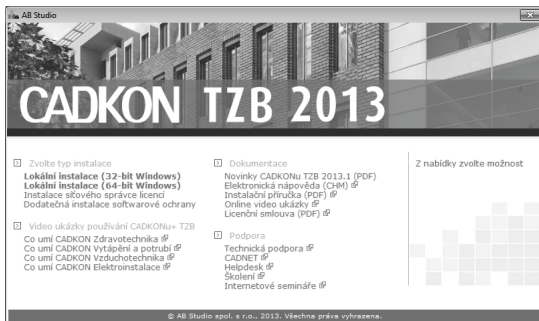 AB Studio
CADKON TZB 2013
Zvolte typ instalace
Lokální instalace (32-bit Windows)
Lokální instalace (64-bit Windows)
Instalace síťového správce licencí
Dodatečná instalace softwarové ochrany
Video ukázky používání CADKONu+ TZB
Co umí CADKON Zdravotechnika
Co umí CADKON Vytápění a potrubí
Co umí CADKON Vzduchotechnika
Co umí CADKON Elektroinstalace
Dokumentace
Novinky CADKONu TZB 2013.1 (PDF)
Elektronická nápověda (CHM)
Instalační příručka (PDF)
Online video ukázky
Licenční smlouva (PDF)
Podpora
Technická podpora
CADNET
Helpdesk
Školení
Internetové semináře
Z nabídky zvolte možnost
© AB Studio spol. s r.o., 2013. Všechna práva vyhrazena.